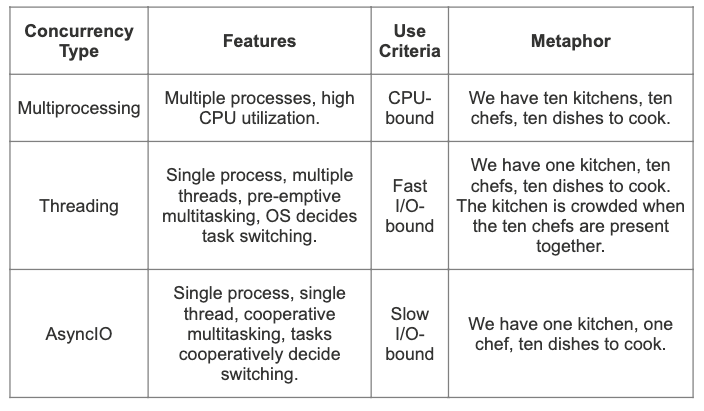 Concurrency Type
Features
Use Criteria
Metaphor
Multiprocessing
Multiple processes, high
CPU utilization.
CPU-
bound
We have ten kitchens, ten
chefs, ten dishes to cook.
Threading
Single process, multiple
threads, pre-emptive
multitasking, OS decides
task switching.
Fast
I/O-
bound
We have one kitchen, ten
chefs, ten dishes to cook.
The kitchen is crowded when
the ten chefs are present
together.
AsyncIO
Single process, single
thread, cooperative
multitasking, tasks
cooperatively decide
switching.
Slow
I/O-
bound
We have one kitchen, one
chef, ten dishes to cook.